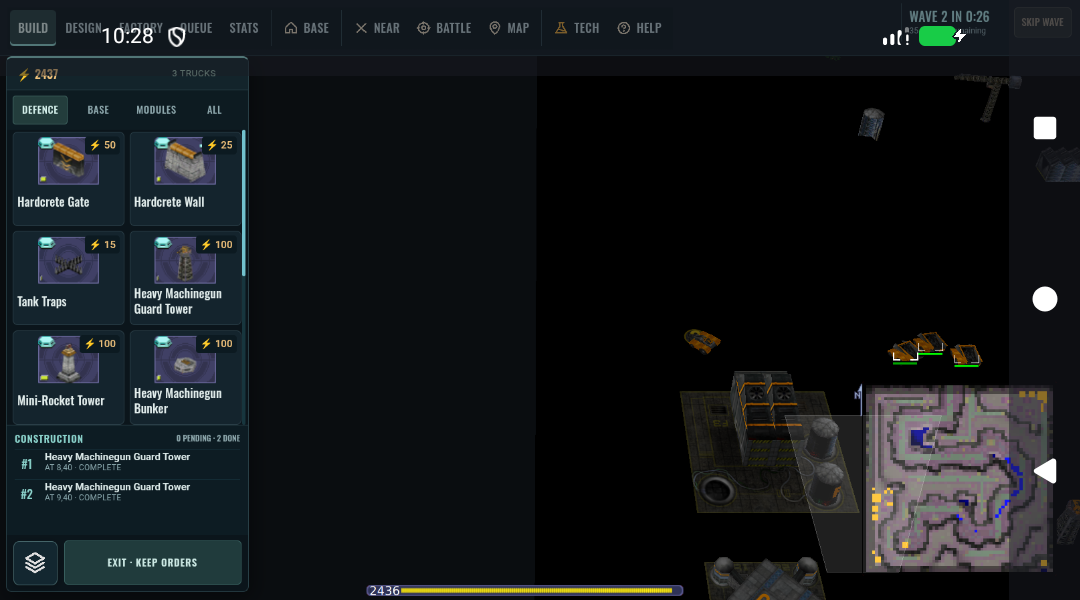 BUILD DESIGN FACTORY QUEUE STATS BASE NEAR BATTLE MAP TECH HELP
10:28
WAVE 2 IN 0:26
SKIP WAVE
2437
3 TRUCKS
DEFENCE BASE MODULES ALL
50
Hardcrete Gate
25
Hardcrete Wall
15
Tank Traps
100
Heavy Machinegun
Guard Tower
100
Mini-Rocket Tower
100
Heavy Machinegun
Bunker
CONSTRUCTION
0 PENDING · 2 DONE
#1 Heavy Machinegun Guard Tower
AT 8,40 · COMPLETE
#2 Heavy Machinegun Guard Tower
AT 9,40 · COMPLETE
EXIT · KEEP ORDERS
2436
N